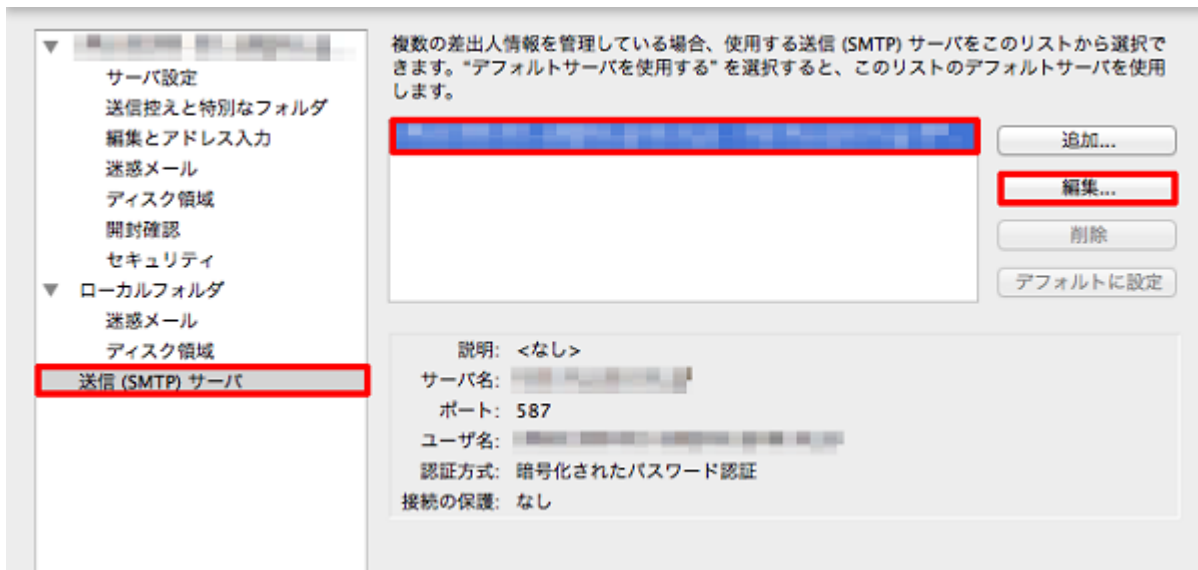 複数の差出人情報を管理している場合、使用する送信 (SMTP) サーバをこのリストから選択で
きます。“デフォルトサーバを使用する” を選択すると、このリストのデフォルトサーバを使用
します。
サーバ設定
送信控えと特別なフォルダ
編集とアドレス入力
迷惑メール
ディスク領域
開封確認
セキュリティ
ローカルフォルダ
迷惑メール
ディスク領域
送信 (SMTP) サーバ
追加...
編集...
削除
デフォルトに設定
説明: <なし>
サーバ名:
ポート: 587
ユーザ名:
認証方式: 暗号化されたパスワード認証
接続の保護: なし